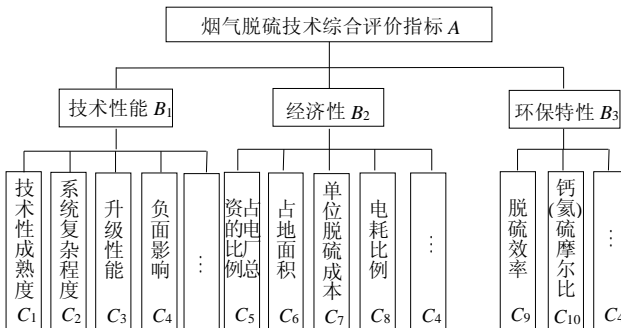 烟气脱硫技术综合评价指标 A
技术性能 B1
经济性 B2
环保特性 B3
技术性成熟度 C1
系统复杂程度 C2
升级性能 C3
负面影响 C4
⋮
占电厂总
资的比例 C5
占地面积 C6
单位脱硫成本 C7
电耗比例 C8
⋮ C4
脱硫效率 C9
钙(氦)硫摩尔比 C10
⋮ C4